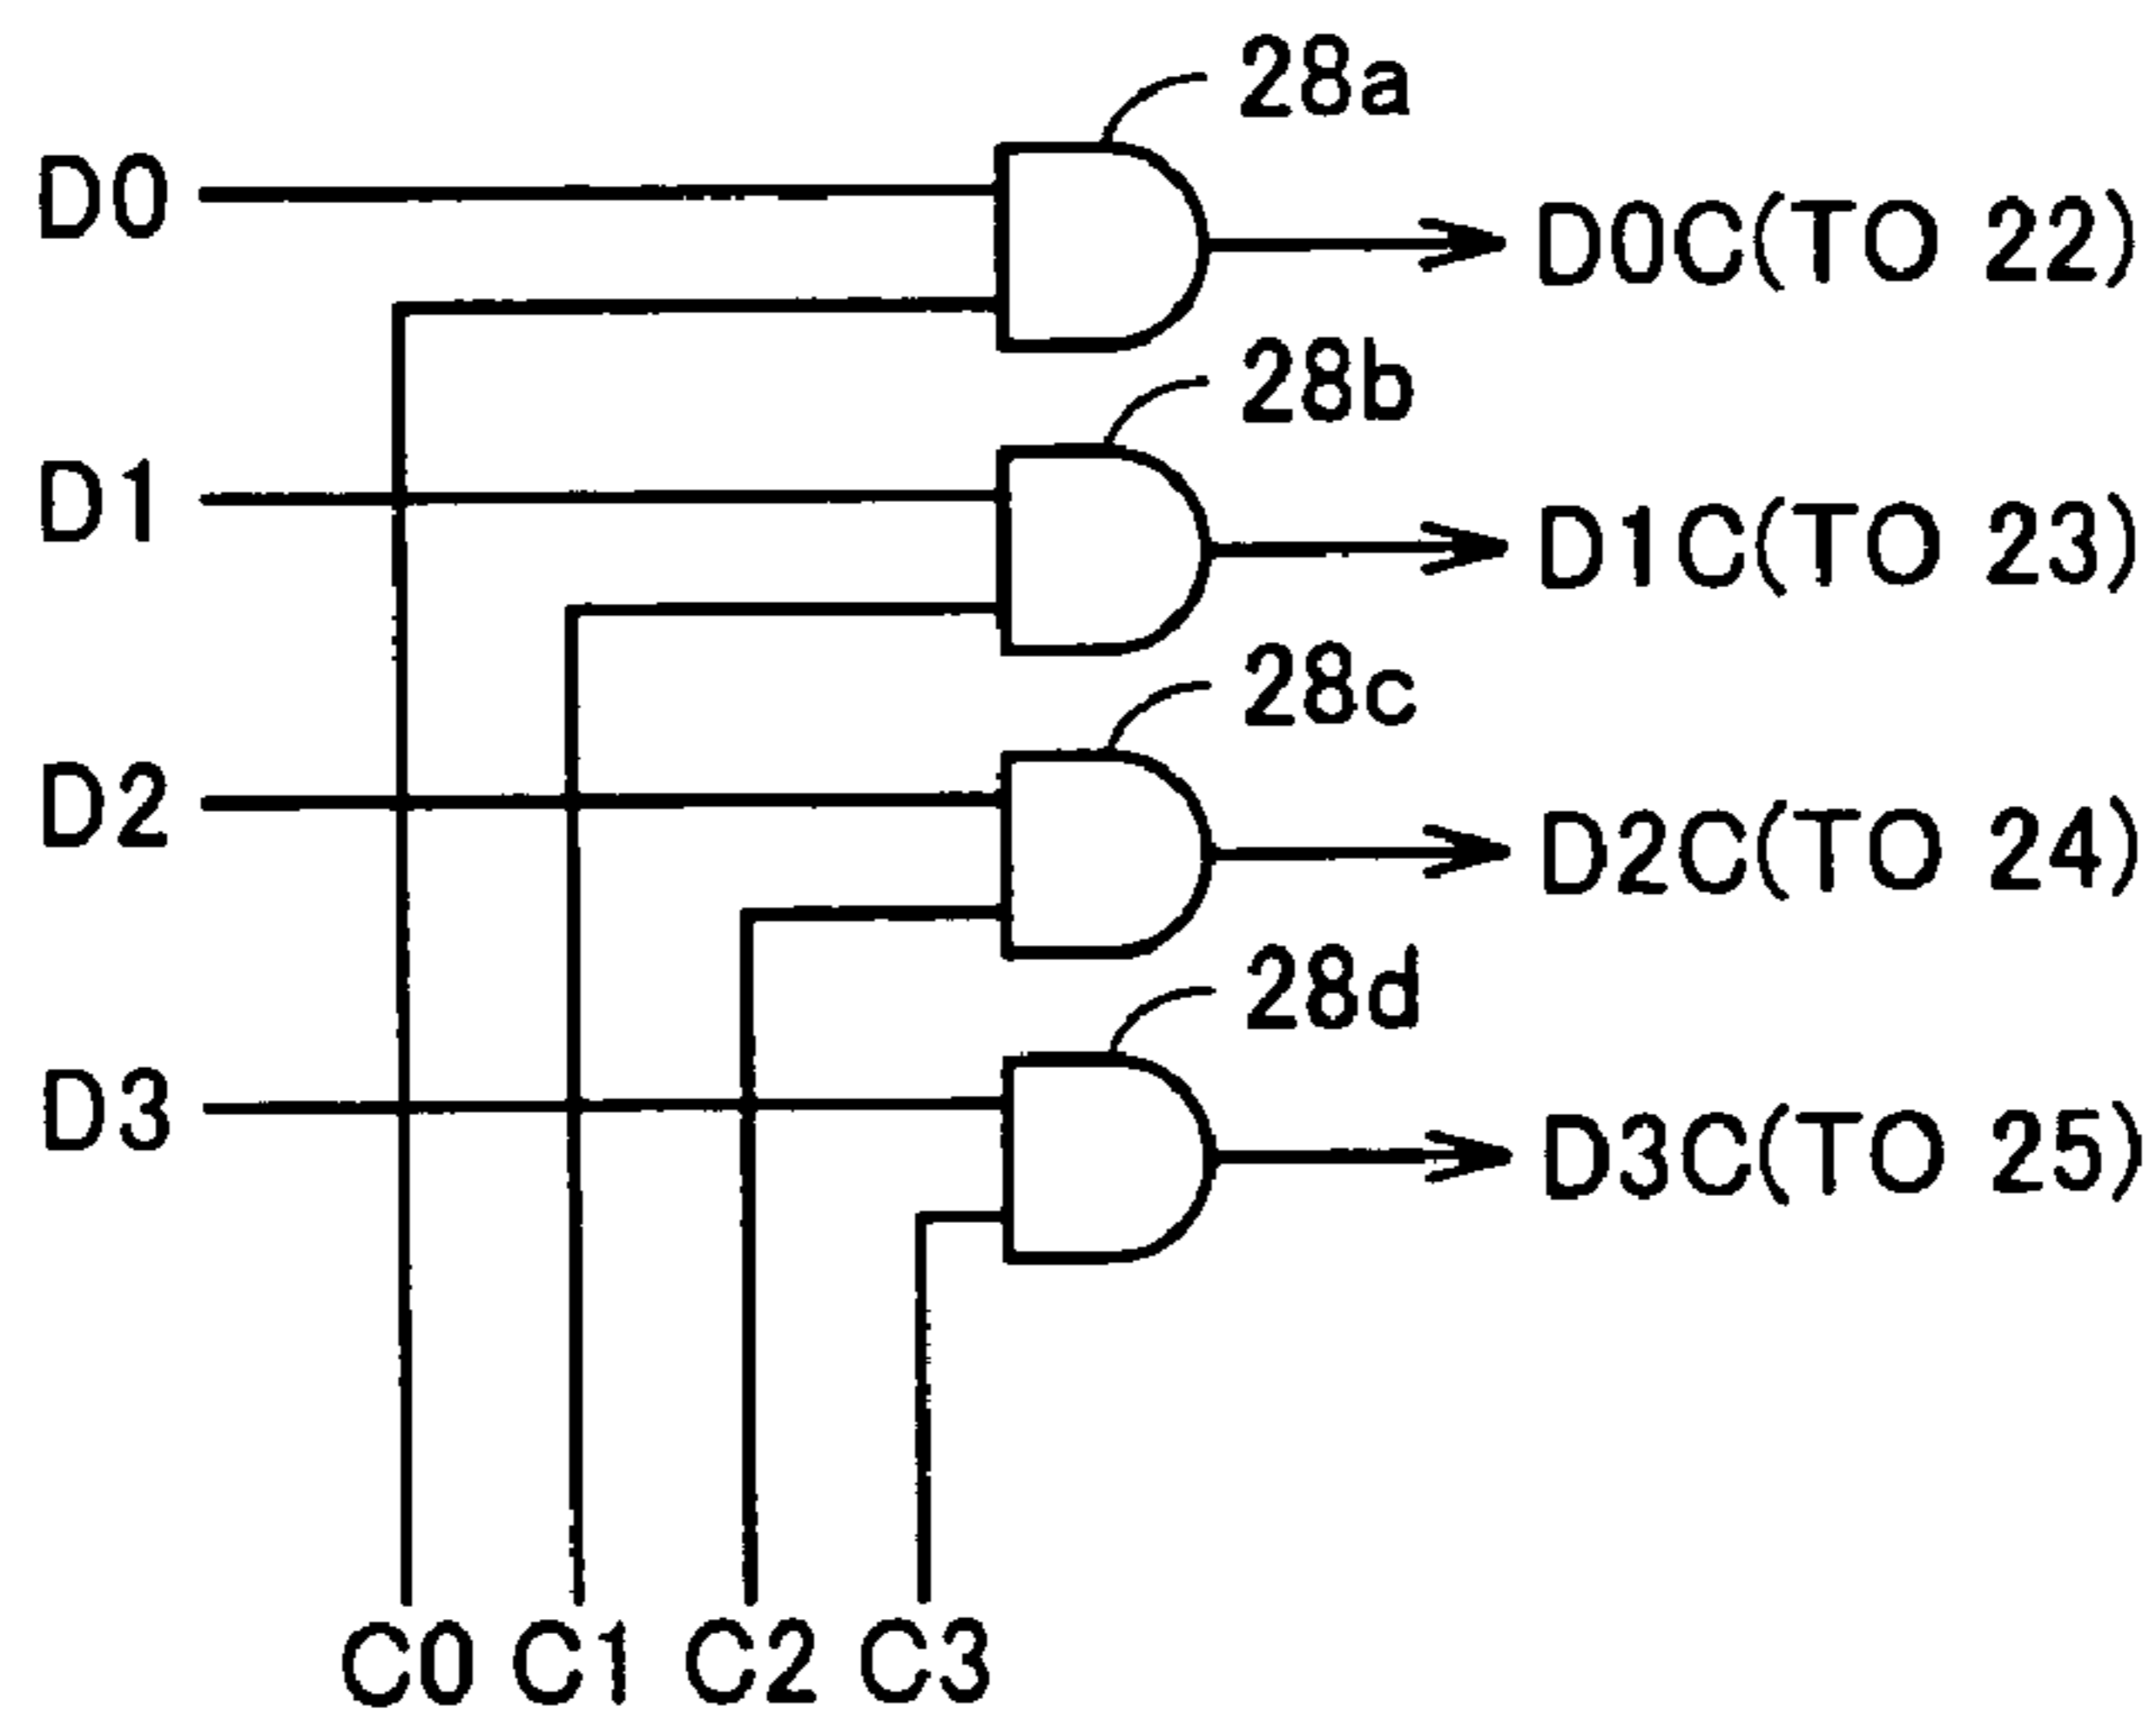 28a
D0
D0C(TO 22)
28b
D1
D1C(TO 23)
28c
D2
D2C(TO 24)
28d
D3
D3C(TO 25)
C0 C1 C2 C3